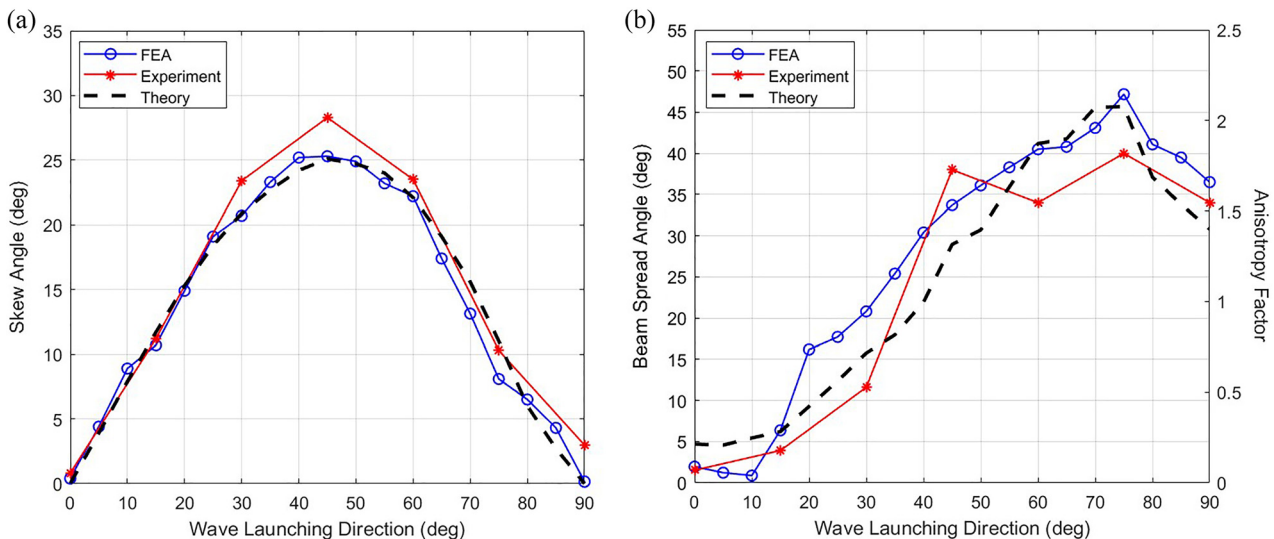 (a)
35
30
25
20
15
10
5
0
Skew Angle (deg)
FEA
Experiment
Theory
0 10 20 30 40 50 60 70 80 90
Wave Launching Direction (deg)
(b)
55
50
45
40
35
30
25
20
15
10
5
0
Beam Spread Angle (deg)
FEA
Experiment
Theory
2.5
2
1.5
1
0.5
0
Anisotropy Factor
0 10 20 30 40 50 60 70 80 90
Wave Launching Direction (deg)